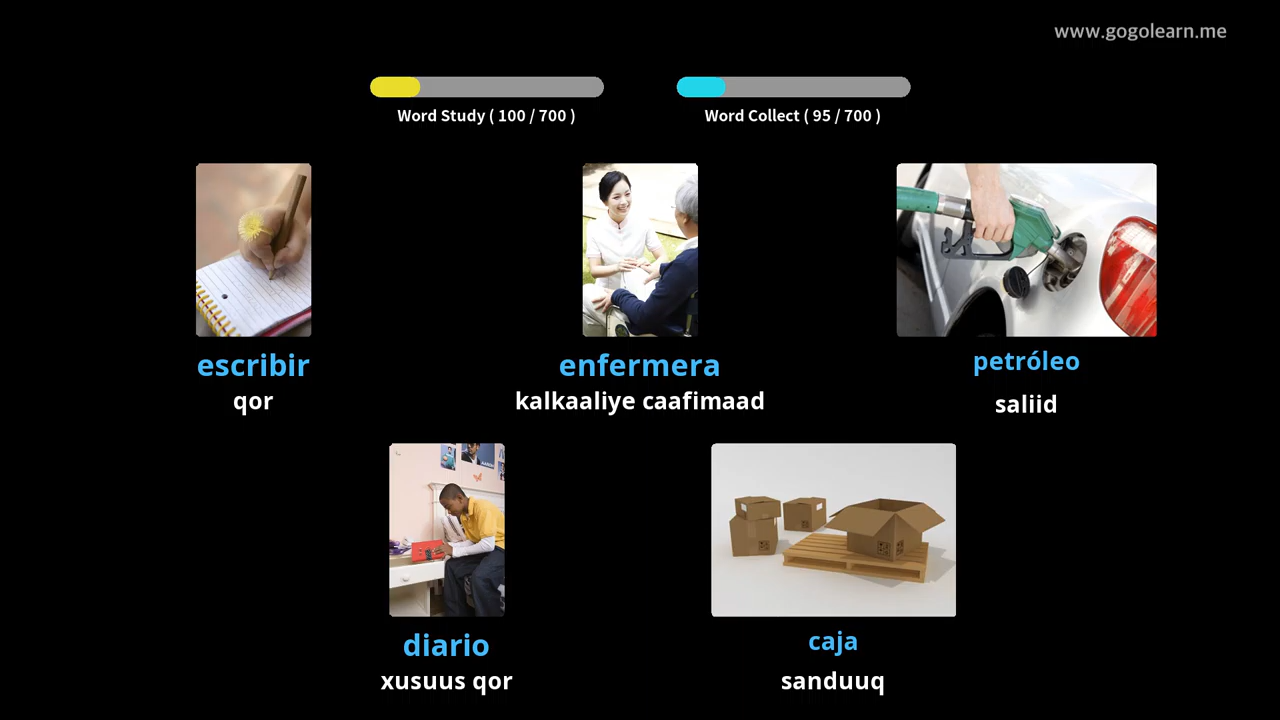 www.gogolearn.me
Word Study ( 100 / 700 )
Word Collect ( 95 / 700 )
escribir
qor
enfermera
kalkaaliye caafimaad
petróleo
saliid
diario
xusuus qor
caja
sanduuq